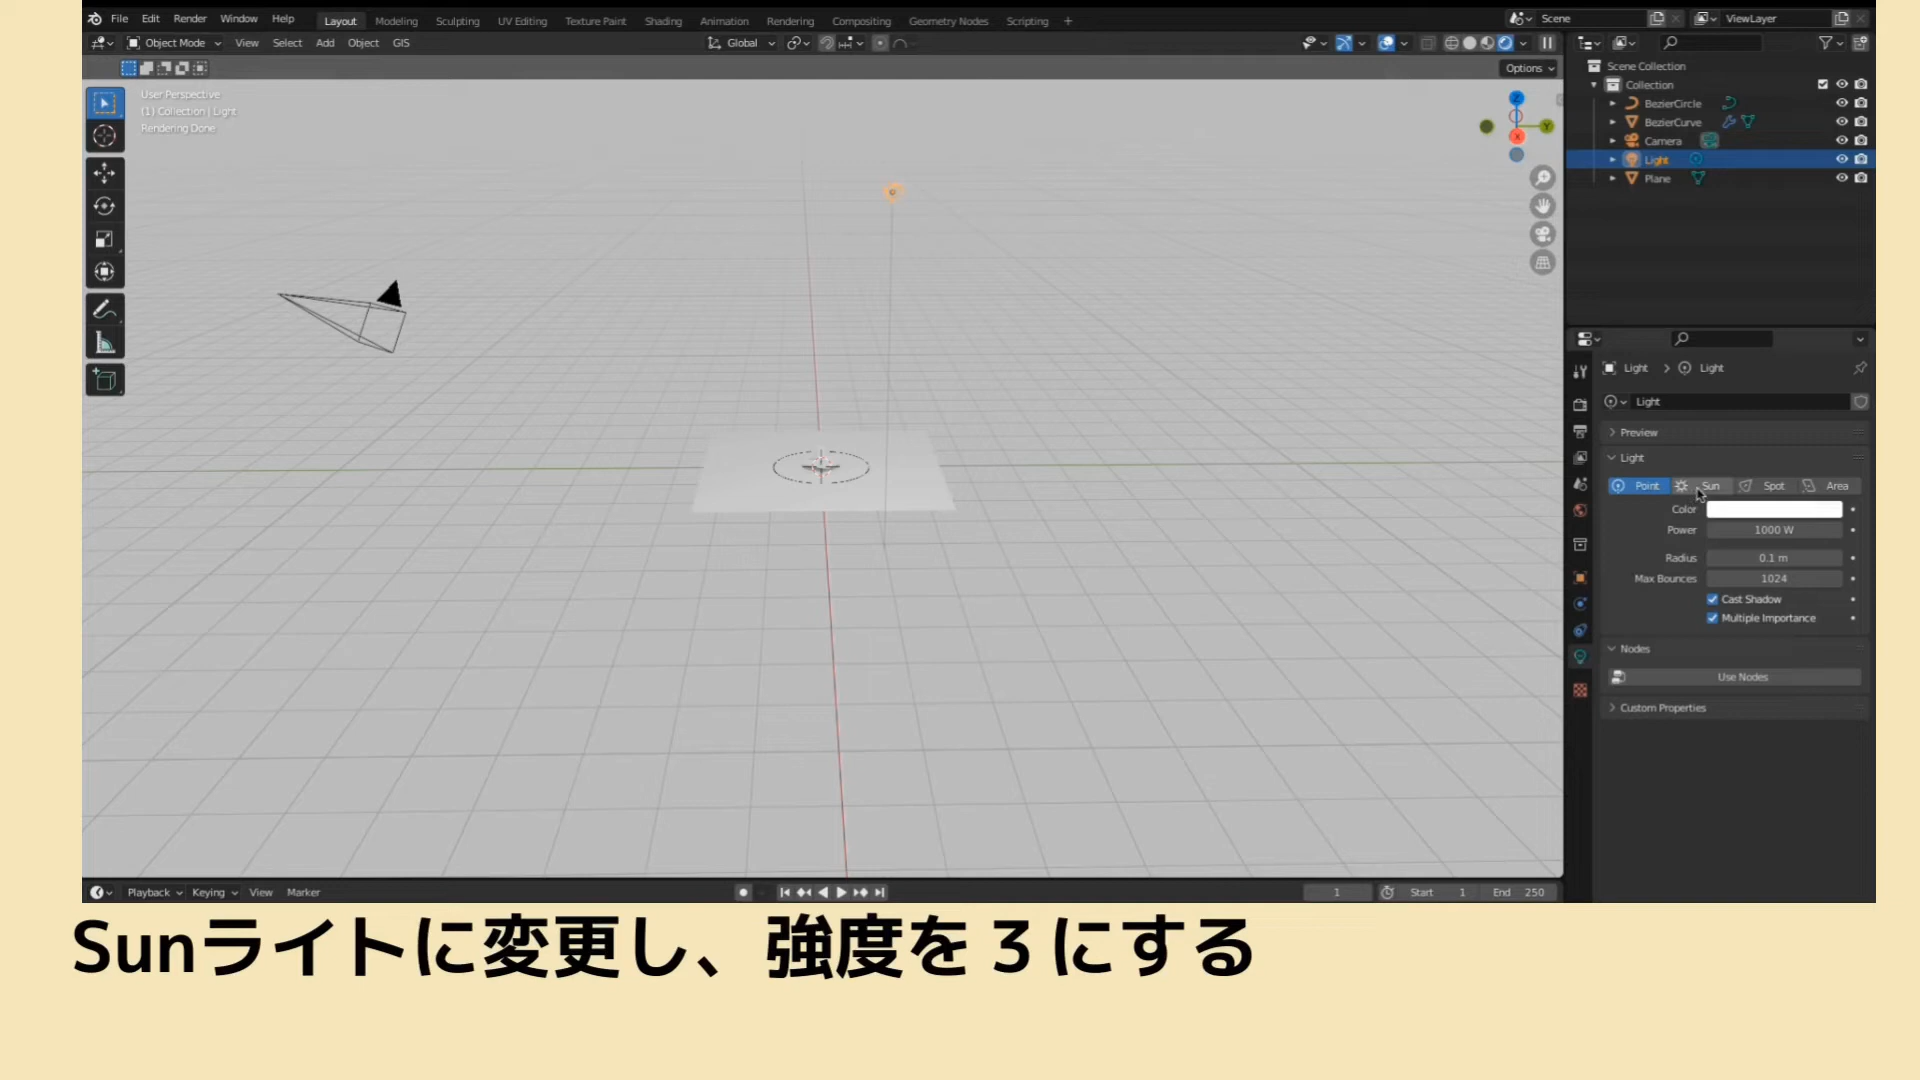 File Edit Render Window Help Layout Modeling Sculpting UV Editing Texture Paint Shading Animation Rendering Compositing Geometry Nodes Scripting + Scene ViewLayer
Object Mode View Select Add Object GIS Global
Options
User Perspective
(1) Collection | Light
Rendering Done
Z
Y
X
Scene Collection
Collection
BezierCircle
BezierCurve
Camera
Light
Plane
Light > Light
Light
Preview
Light
Point Sun Spot Area
Color
Power 1000 W
Radius 0.1 m
Max Bounces 1024
Cast Shadow
Multiple Importance
Nodes
Use Nodes
Custom Properties
Playback Keying View Marker 1 Start 1 End 250
Sunライトに変更し、強度を３にする